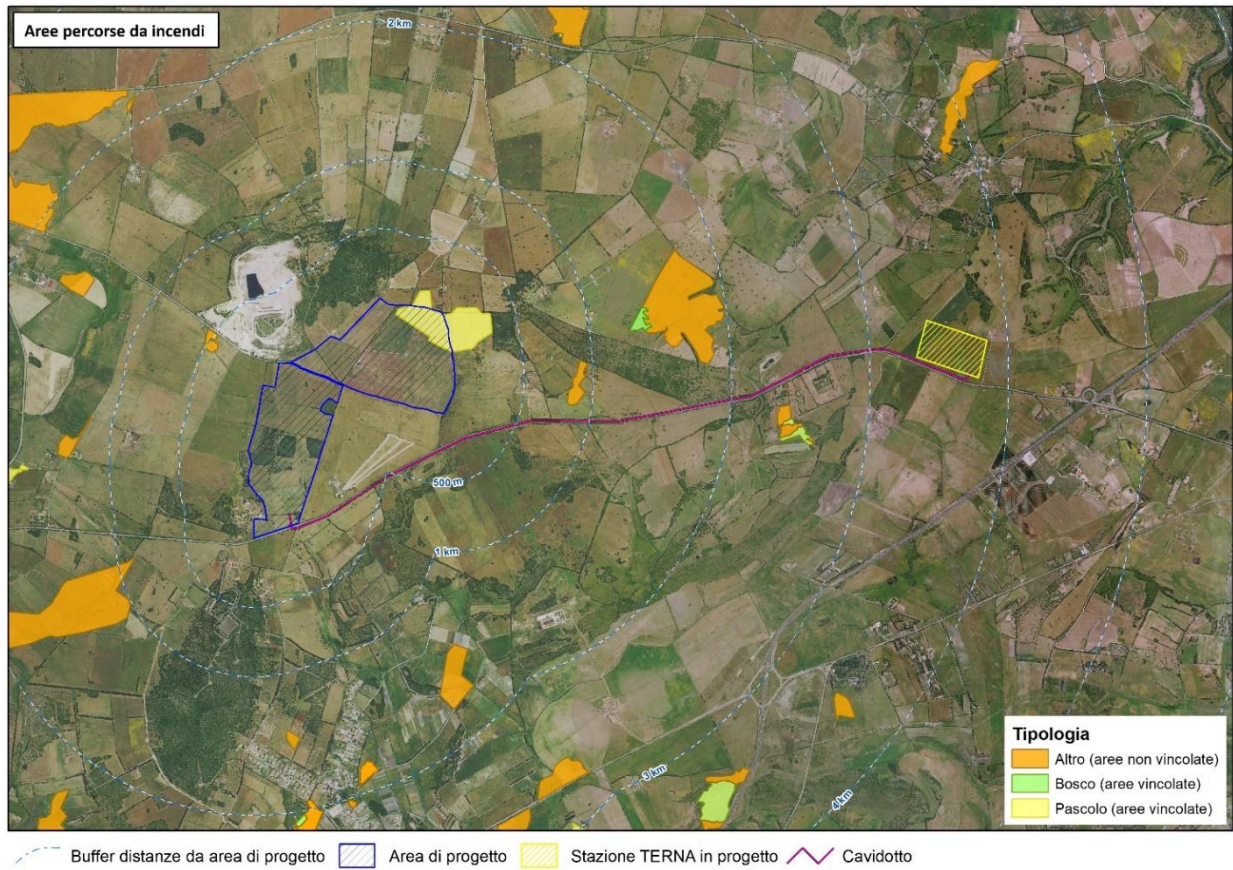 Aree percorse da incendi
2 km
500 m
1 km
3 km
4 km
Tipologia
Altro (aree non vincolate)
Bosco (aree vincolate)
Pascolo (aree vincolate)
Buffer distanze da area di progetto
Area di progetto
Stazione TERNA in progetto
Cavidotto